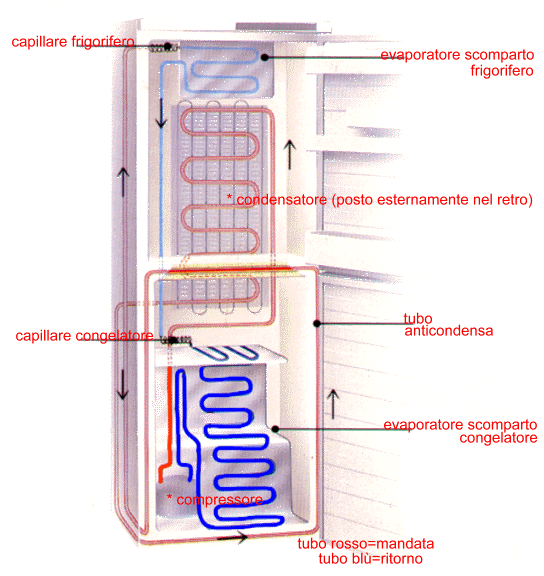 capillare frigorifero
evaporatore scomparto
frigorifero
* condensatore (posto esternamente nel retro)
tubo
anticondensa
capillare congelatore
evaporatore scomparto
congelatore
* compressore
tubo rosso=mandata
tubo blù=ritorno